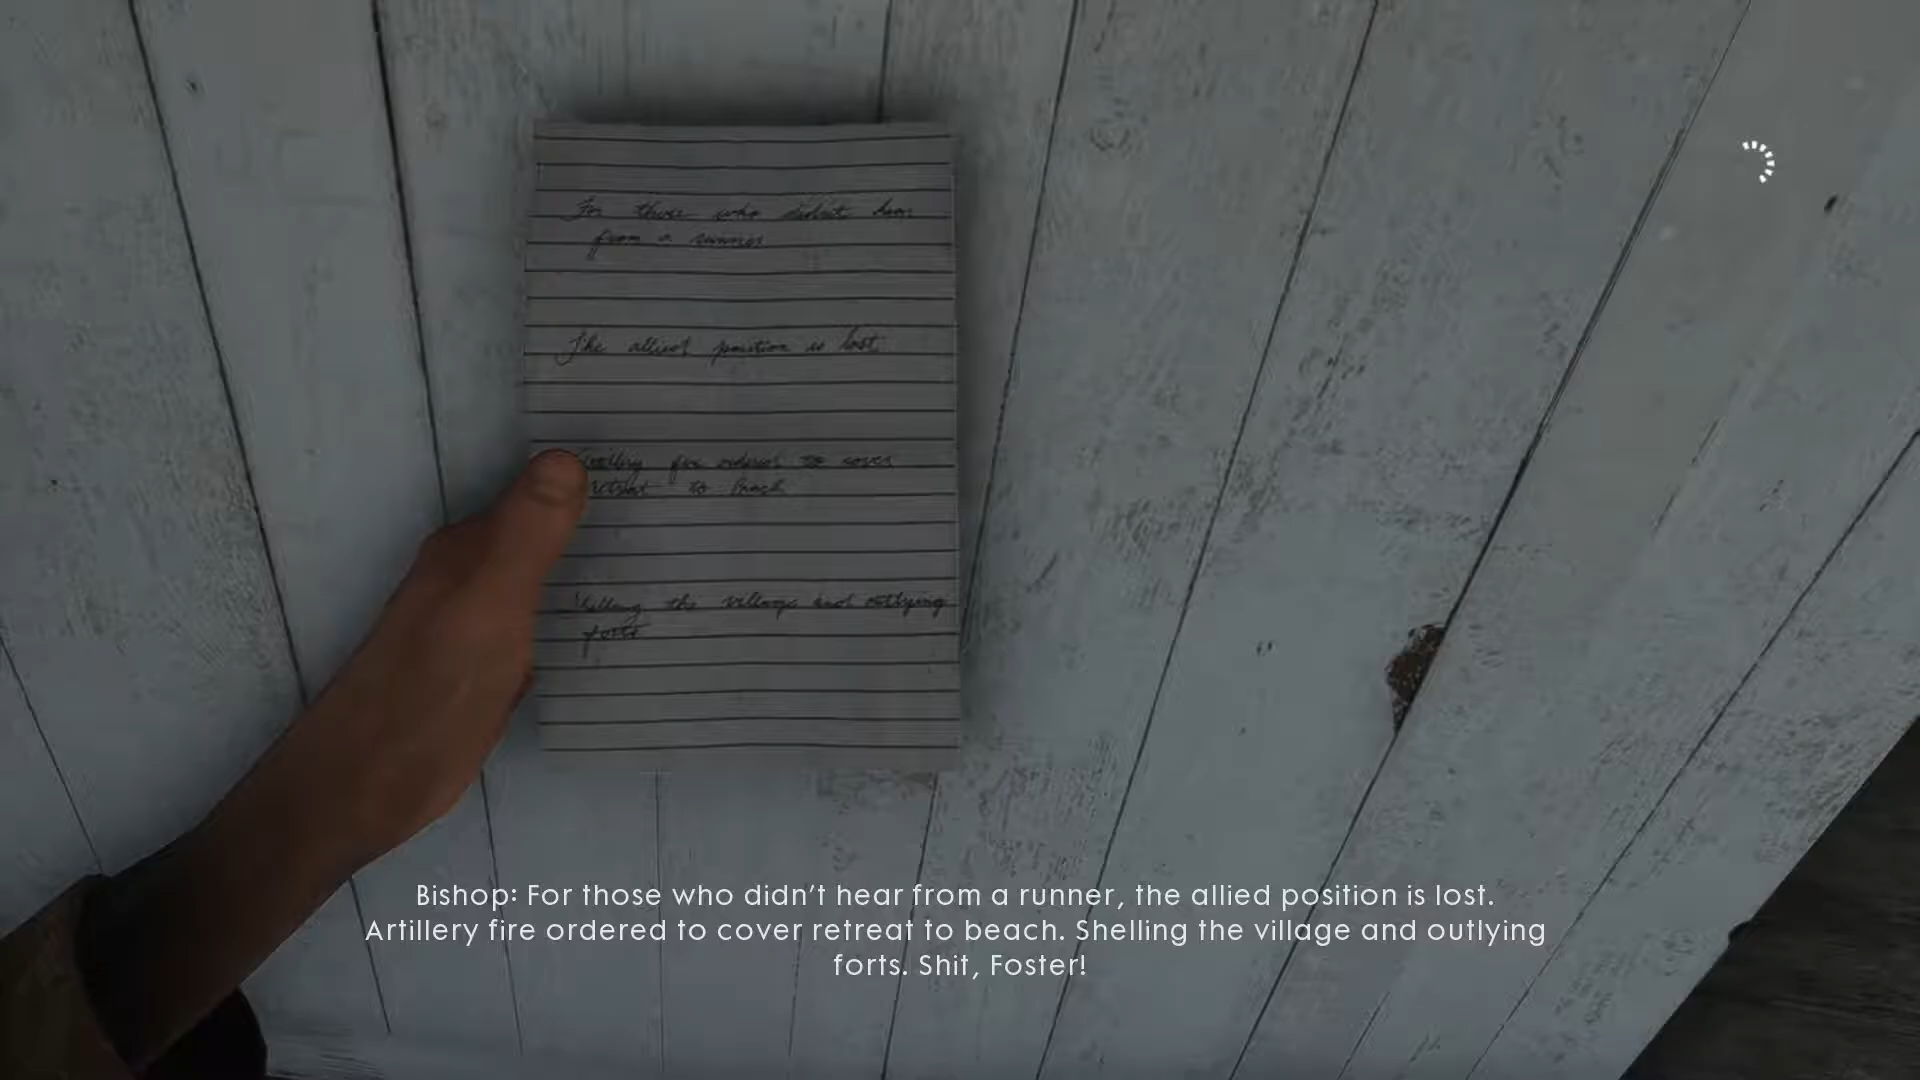 For those who didn't hear
from a runner
The allied position is lost.
Artillery fire ordered to cover
retreat to beach
Shelling the village and outlying
forts
Bishop: For those who didn’t hear from a runner, the allied position is lost.
Artillery fire ordered to cover retreat to beach. Shelling the village and outlying
forts. Shit, Foster!